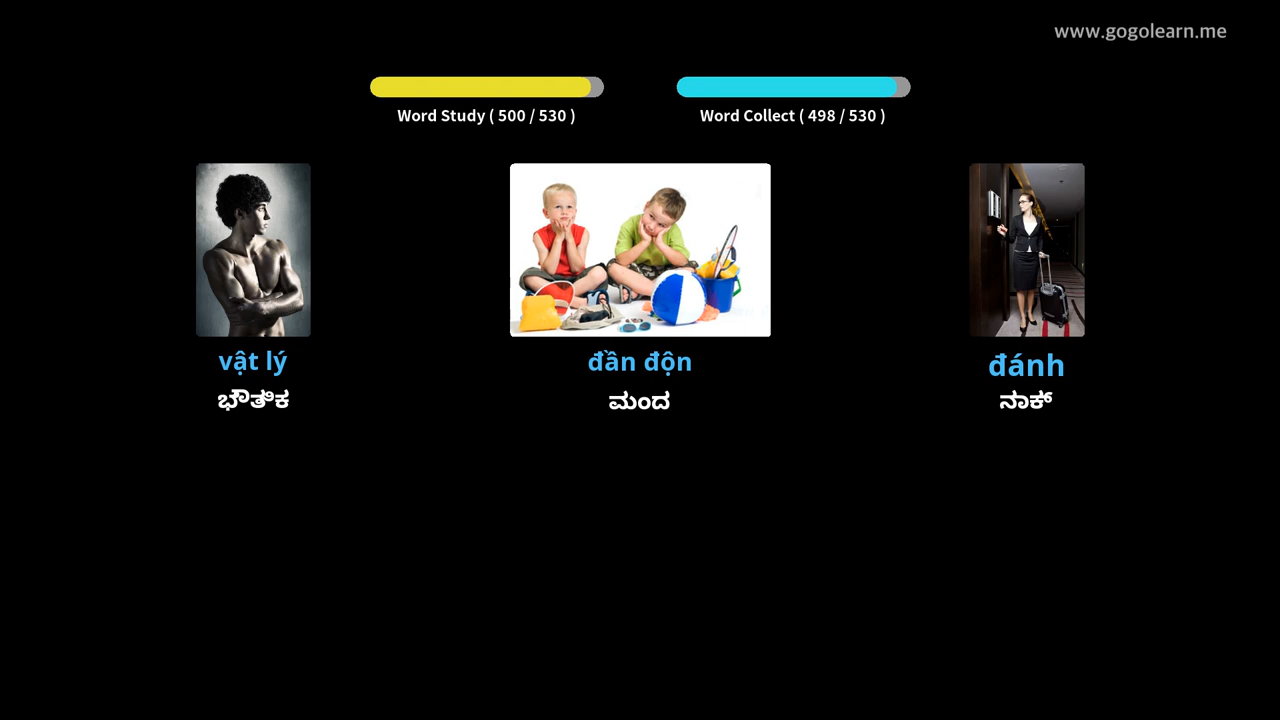 www.gogolearn.me
Word Study ( 500 / 530 )
Word Collect ( 498 / 530 )
vật lý
đần độn
đánh
ಭೌತಿಕ
ಮಂದ
ನಾಕ್